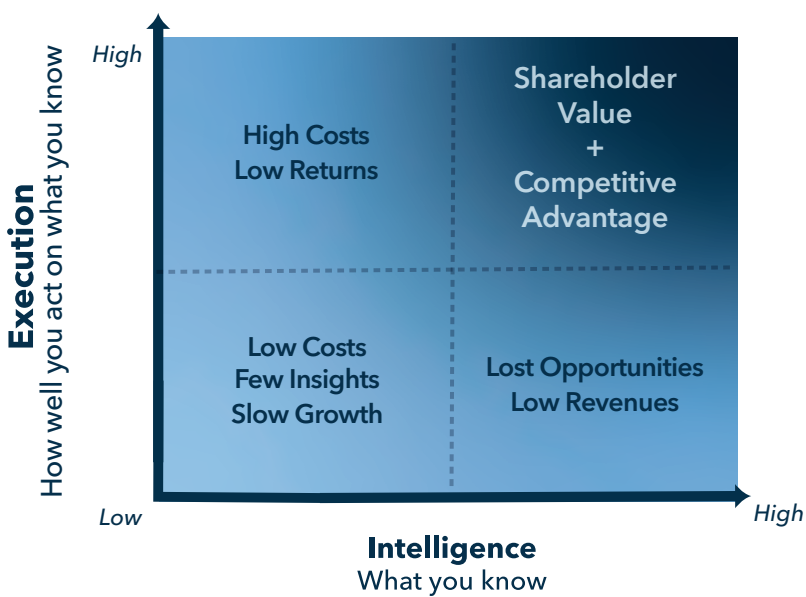 High
Execution
How well you act on what you know
High Costs
Low Returns
Shareholder
Value
+
Competitive
Advantage
Low Costs
Few Insights
Slow Growth
Lost Opportunities
Low Revenues
Low
High
Intelligence
What you know